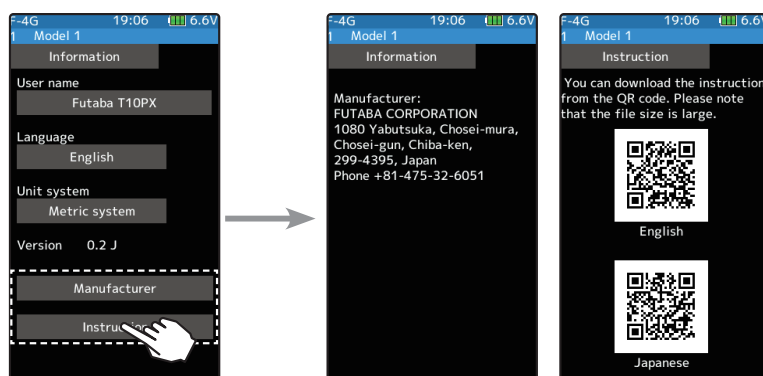 F-4G 19:06 6.6V
1 Model 1
Information
User name
Futaba T10PX
Language
English
Unit system
Metric system
Version 0.2 J
Manufacturer
Instruction
F-4G 19:06 6.6V
1 Model 1
Information
Manufacturer:
FUTABA CORPORATION
1080 Yabutsuka, Chosei-mura,
Chosei-gun, Chiba-ken,
299-4395, Japan
Phone +81-475-32-6051
F-4G 19:06 6.6V
1 Model 1
Instruction
You can download the instruction
from the QR code. Please note
that the file size is large.
English
Japanese